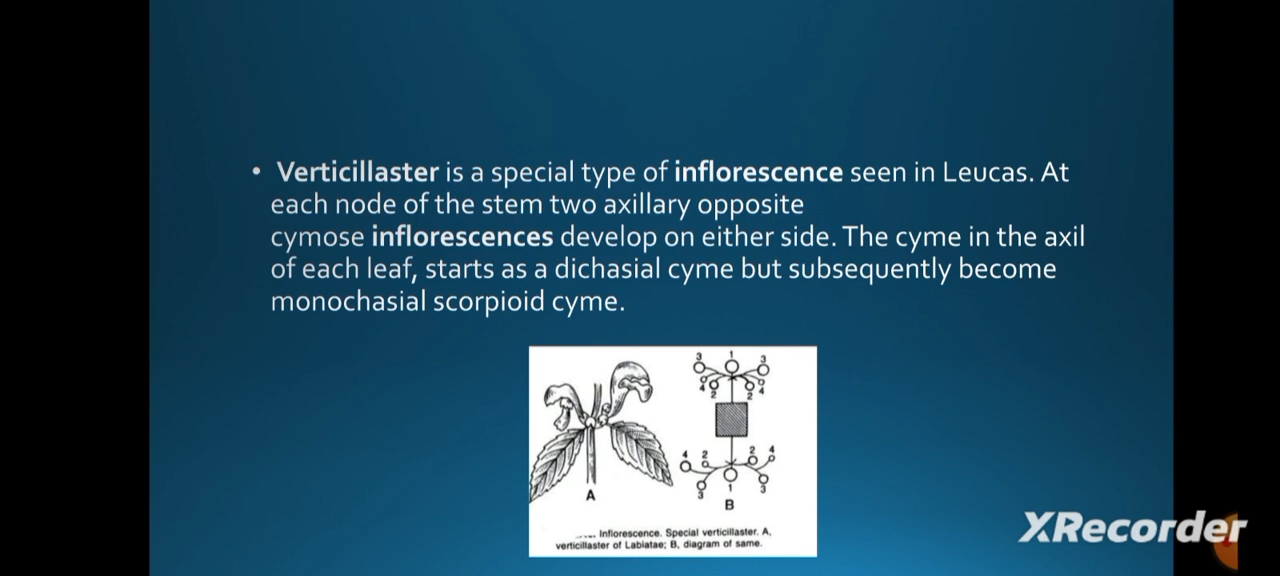 • Verticillaster is a special type of inflorescence seen in Leucas. At
each node of the stem two axillary opposite
cymose inflorescences develop on either side. The cyme in the axil
of each leaf, starts as a dichasial cyme but subsequently become
monochasial scorpioid cyme.
3 1 3
4 2 2 4
4 2 2 4
3 1 3
A
B
Inflorescence. Special verticillaster. A,
verticillaster of Labiatae; B, diagram of same.
XRecorder